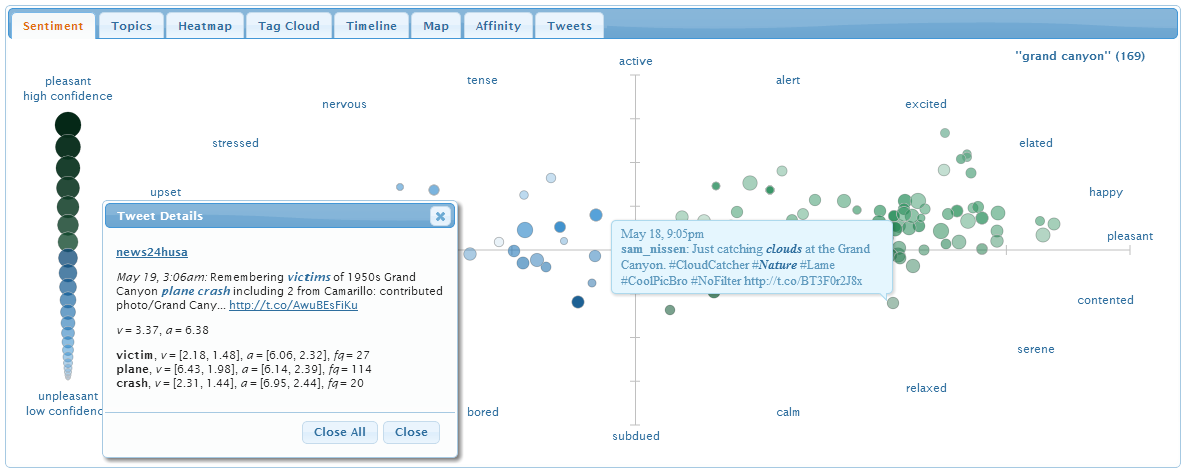 Sentiment Topics Heatmap Tag Cloud Timeline Map Affinity Tweets
"grand canyon" (169)
active
pleasant
high confidence
tense
alert
nervous
excited
stressed
elated
upset
happy
pleasant
contented
serene
relaxed
bored
calm
subdued
unpleasant
low confidenc
Tweet Details
news24husa
May 19, 3:06am: Remembering victims of 1950s Grand
Canyon plane crash including 2 from Camarillo: contributed
photo/Grand Cany... http://t.co/AwuBEsFiKu
v = 3.37, a = 6.38
victim, v = [2.18, 1.48], a = [6.06, 2.32], fq = 27
plane, v = [6.43, 1.98], a = [6.14, 2.39], fq = 114
crash, v = [2.31, 1.44], a = [6.95, 2.44], fq = 20
Close All Close
May 18, 9:05pm
sam_nissen: Just catching clouds at the Grand
Canyon. #CloudCatcher #Nature #Lame
#CoolPicBro #NoFilter http://t.co/BT3F0r2J8x